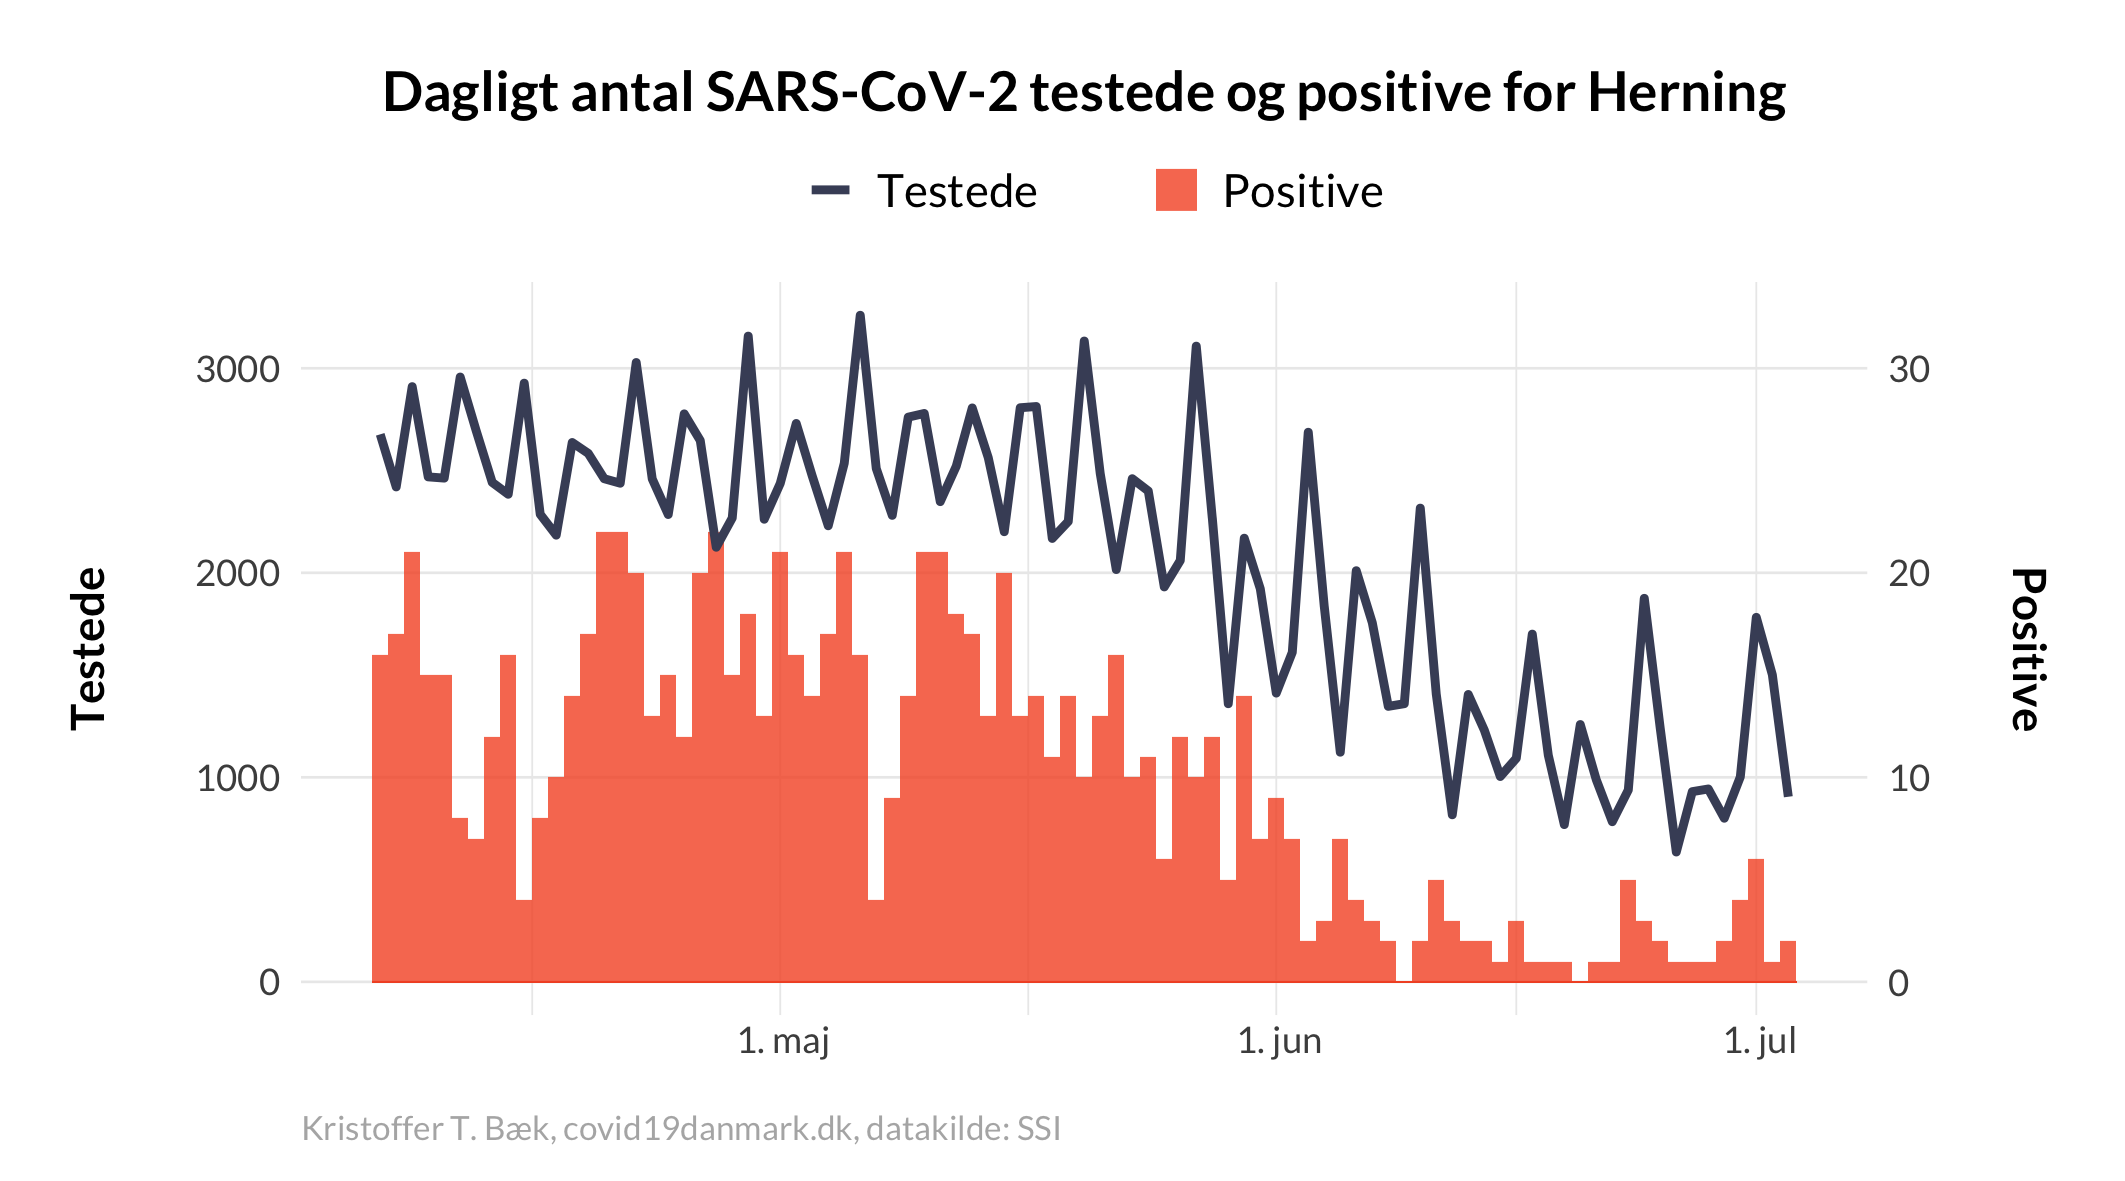 Dagligt antal SARS-CoV-2 testede og positive for Herning
Testede
Positive
3000
2000
1000
0
Testede
30
20
10
0
Positive
1. maj
1. jun
1. jul
Kristoffer T. Bæk, covid19danmark.dk, datakilde: SSI